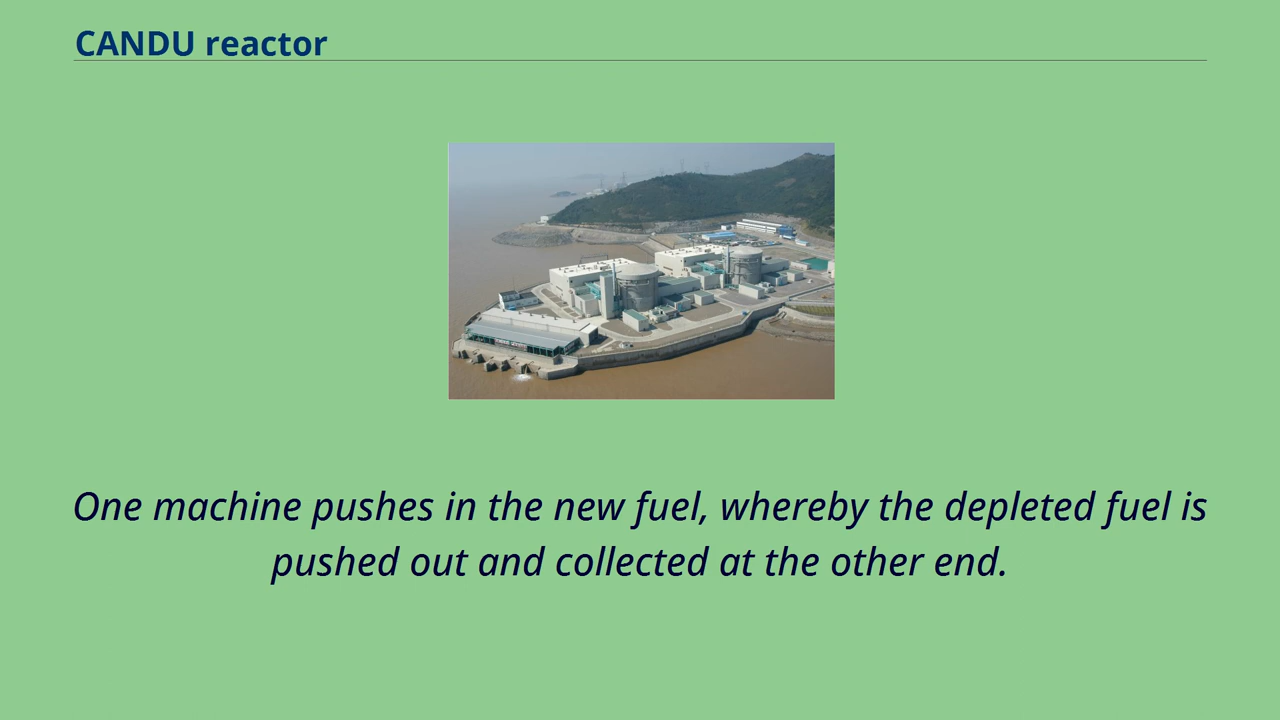 CANDU reactor
One machine pushes in the new fuel, whereby the depleted fuel is
pushed out and collected at the other end.